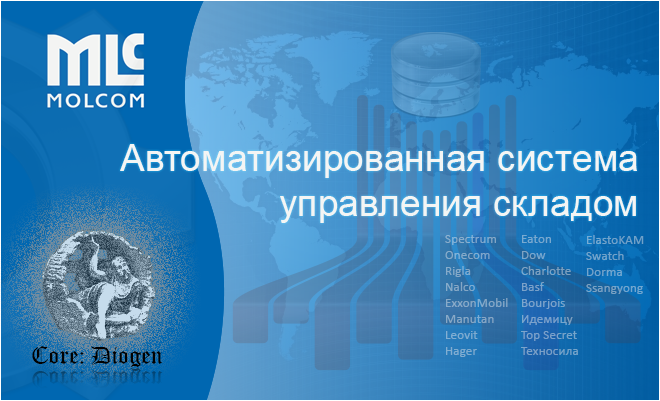 MLC
MOLCOM
Автоматизированная система
управления складом
Spectrum
Onecom
Rigla
Nalco
ExxonMobil
Manutan
Leovit
Hager
Eaton
Dow
Charlotte
Basf
Bourjois
Идемицу
Top Secret
Техносила
ElastoKAM
Swatch
Dorma
Ssangyong
Core: Diogen